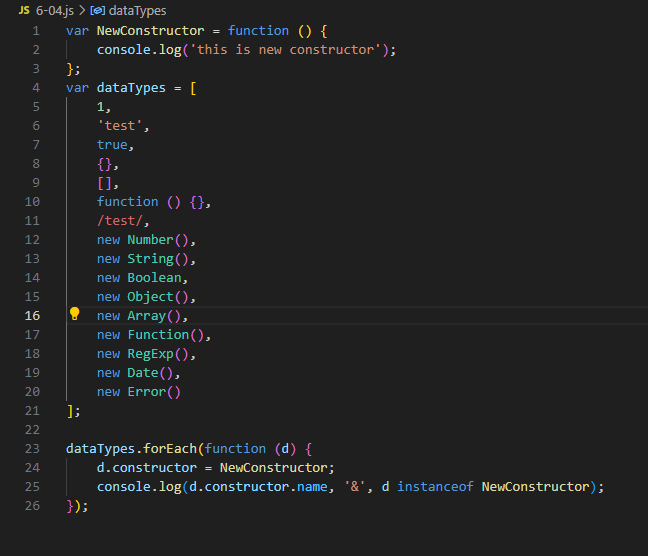 JS 6-04.js > dataTypes
1 var NewConstructor = function () {
2     console.log('this is new constructor');
3 };
4 var dataTypes = [
5     1,
6     'test',
7     true,
8     {},
9     [],
10     function () {},
11     /test/,
12     new Number(),
13     new String(),
14     new Boolean,
15     new Object(),
16     new Array(),
17     new Function(),
18     new RegExp(),
19     new Date(),
20     new Error()
21 ];
22
23 dataTypes.forEach(function (d) {
24     d.constructor = NewConstructor;
25     console.log(d.constructor.name, '&', d instanceof NewConstructor);
26 });